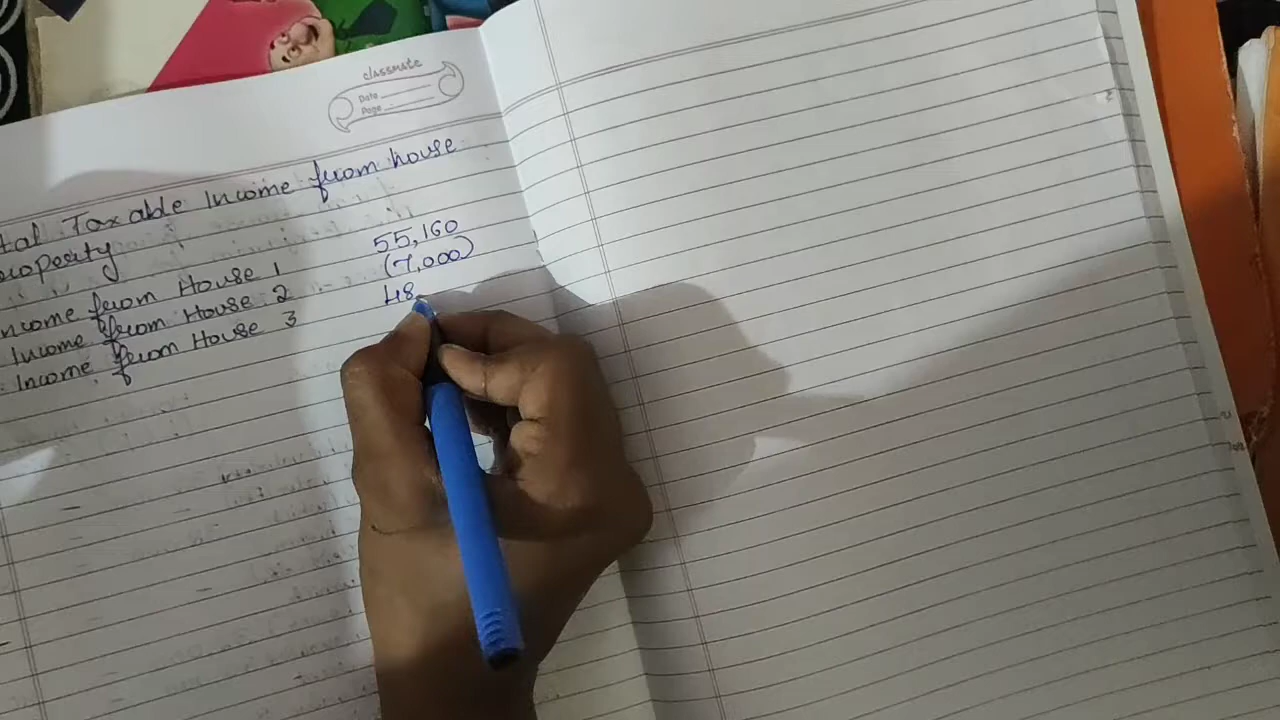 classmate
Date
Page
tal Taxable Income from house
roperty
ncome from House 1 55,160
Income from House 2 (7,000)
Income from House 3 48,